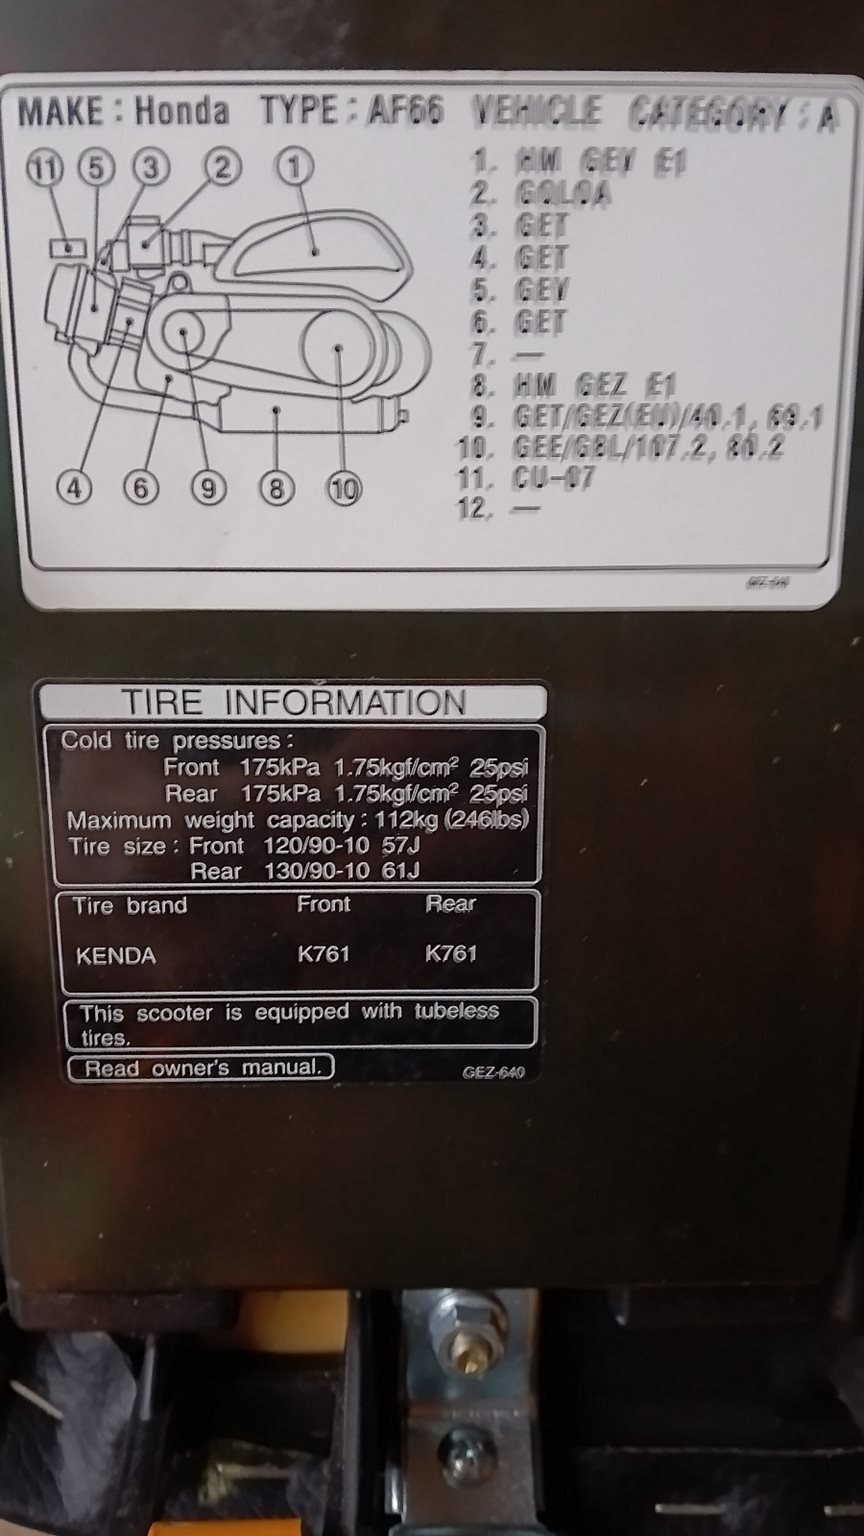 MAKE : Honda TYPE : AF66 VEHICLE CATEGORY : A
11 5 3 2 1
4 6 9 8 10
1. HM GEV E1
2. GQLOA
3. GET
4. GET
5. GEV
6. GET
7. —
8. HM GEZ E1
9. GET/GEZ(EU)/40.1, 69.1
10. GEE/GBL/107.2, 80.2
11. CU-07
12. —
TIRE INFORMATION
Cold tire pressures :
Front 175kPa 1.75kgf/cm² 25psi
Rear 175kPa 1.75kgf/cm² 25psi
Maximum weight capacity : 112kg (246lbs)
Tire size : Front 120/90-10 57J
Rear 130/90-10 61J
Tire brand Front Rear
KENDA K761 K761
This scooter is equipped with tubeless
tires.
Read owner's manual.
GEZ-640